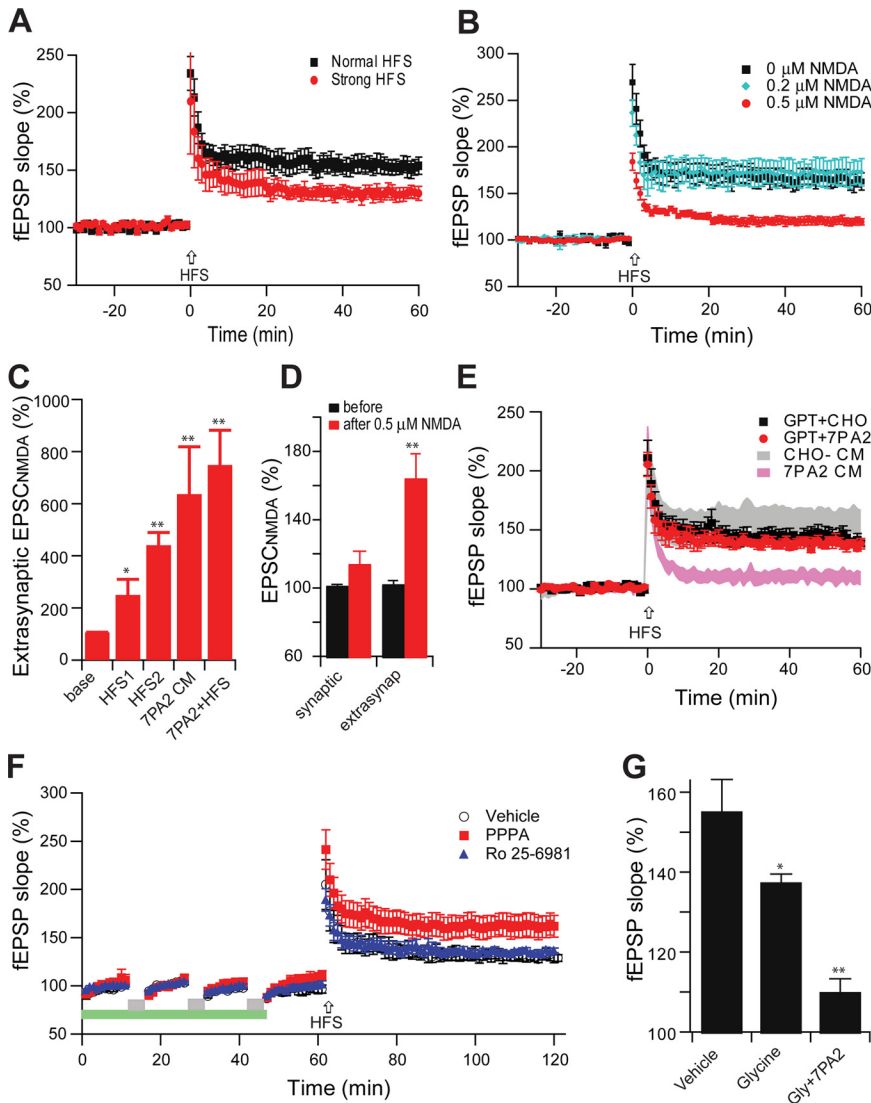 A
fEPSP slope (%)
250
200
150
100
50
Normal HFS
Strong HFS
HFS
-20
0
20
40
60
Time (min)
B
fEPSP slope (%)
300
250
200
150
100
50
0 μM NMDA
0.2 μM NMDA
0.5 μM NMDA
HFS
-20
0
20
40
60
Time (min)
C
Extrasynaptic EPSCNMDA (%)
1000
800
600
400
200
0
*
**
**
**
base
HFS1
HFS2
7PA2 CM
7PA2+HFS
D
before
after 0.5 μM NMDA
EPSCNMDA (%)
180
140
100
60
**
synaptic
extrasynap
E
fEPSP slope (%)
250
200
150
100
50
GPT+CHO
GPT+7PA2
CHO- CM
7PA2 CM
HFS
-20
0
20
40
60
Time (min)
F
fEPSP slope (%)
300
250
200
150
100
50
Vehicle
PPPA
Ro 25-6981
HFS
0
20
40
60
80
100
120
Time (min)
G
fEPSP slope (%)
160
140
120
100
*
**
Vehicle
Glycine
Gly+7PA2